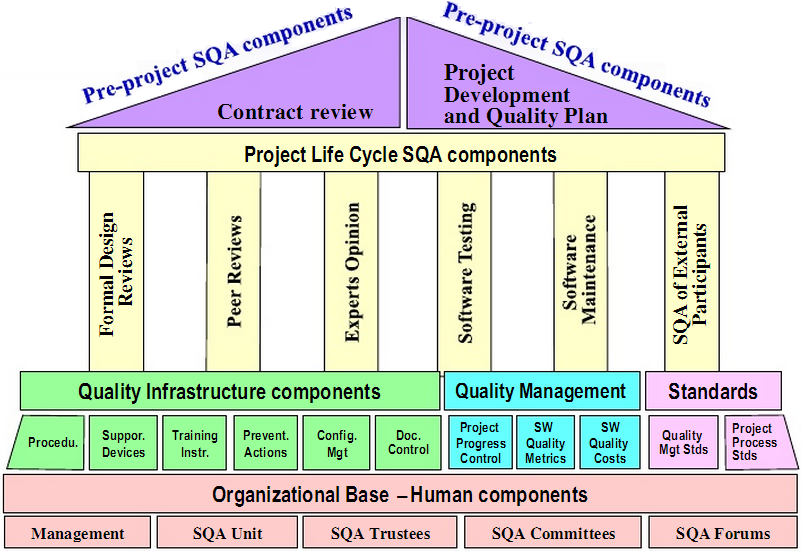 Pre-project SQA components
Pre-project SQA components
Contract review
Project
Development
and Quality Plan
Project Life Cycle SQA components
Formal Design
Reviews
Peer Reviews
Experts Opinion
Software Testing
Software
Maintenance
SQA of External
Participants
Quality Infrastructure components
Quality Management
Standards
Procedu.
Suppor.
Devices
Training
Instr.
Prevent.
Actions
Config.
Mgt
Doc.
Control
Project
Progress
Control
SW
Quality
Metrics
SW
Quality
Costs
Quality
Mgt Stds
Project
Process
Stds
Organizational Base – Human components
Management
SQA Unit
SQA Trustees
SQA Committees
SQA Forums